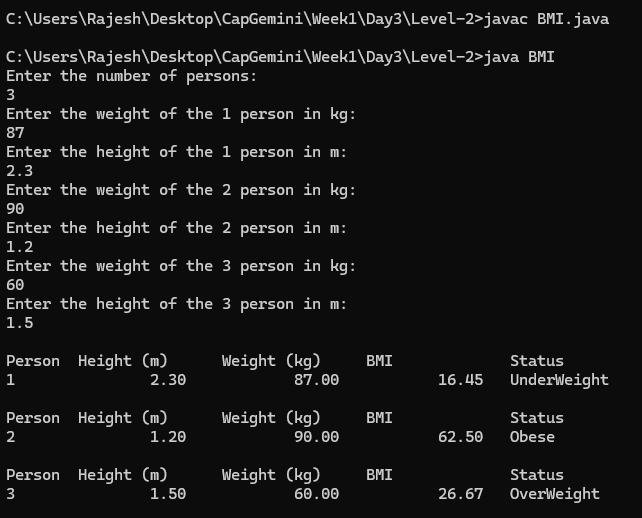 C:\Users\Rajesh\Desktop\CapGemini\Week1\Day3\Level-2>javac BMI.java
C:\Users\Rajesh\Desktop\CapGemini\Week1\Day3\Level-2>java BMI
Enter the number of persons:
3
Enter the weight of the 1 person in kg:
87
Enter the height of the 1 person in m:
2.3
Enter the weight of the 2 person in kg:
90
Enter the height of the 2 person in m:
1.2
Enter the weight of the 3 person in kg:
60
Enter the height of the 3 person in m:
1.5
Person  Height (m)      Weight (kg)     BMI             Status
1               2.30            87.00           16.45   UnderWeight
Person  Height (m)      Weight (kg)     BMI             Status
2               1.20            90.00           62.50   Obese
Person  Height (m)      Weight (kg)     BMI             Status
3               1.50            60.00           26.67   OverWeight